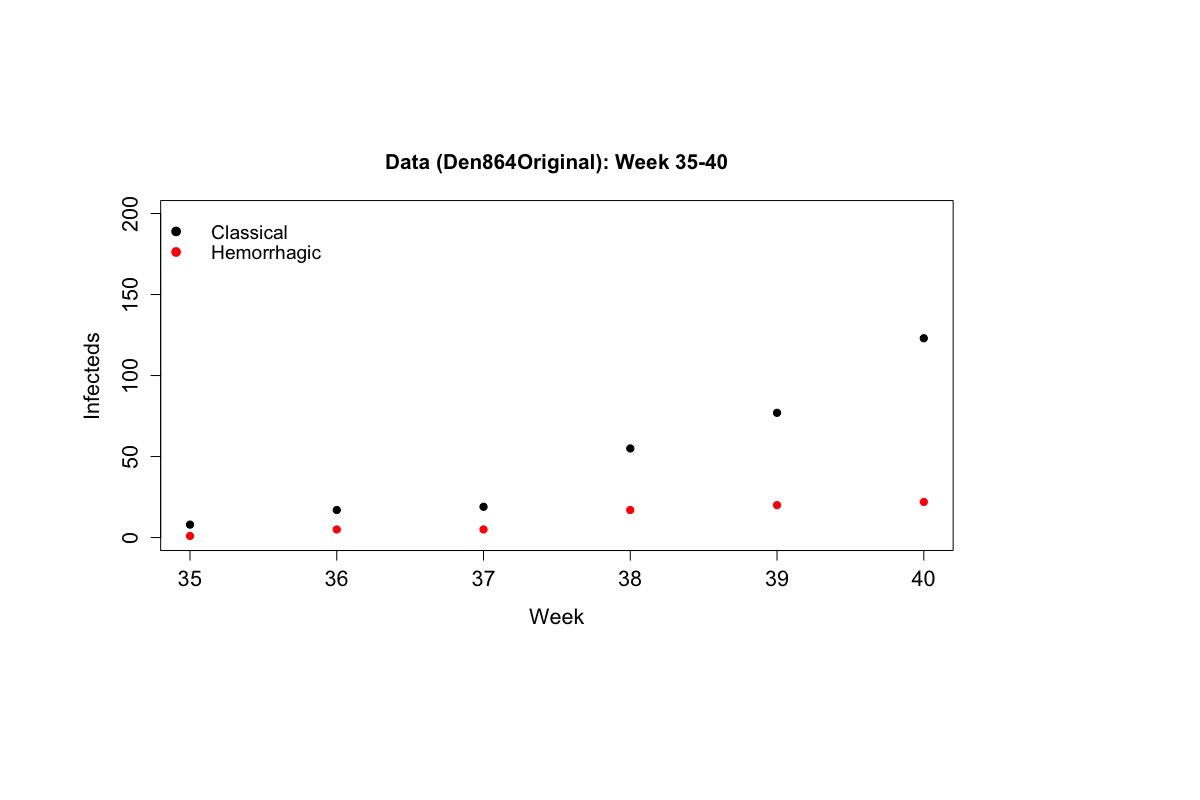 Data (Den864Original): Week 35-40
200
150
100
50
0
Infecteds
Classical
Hemorrhagic
35 36 37 38 39 40
Week